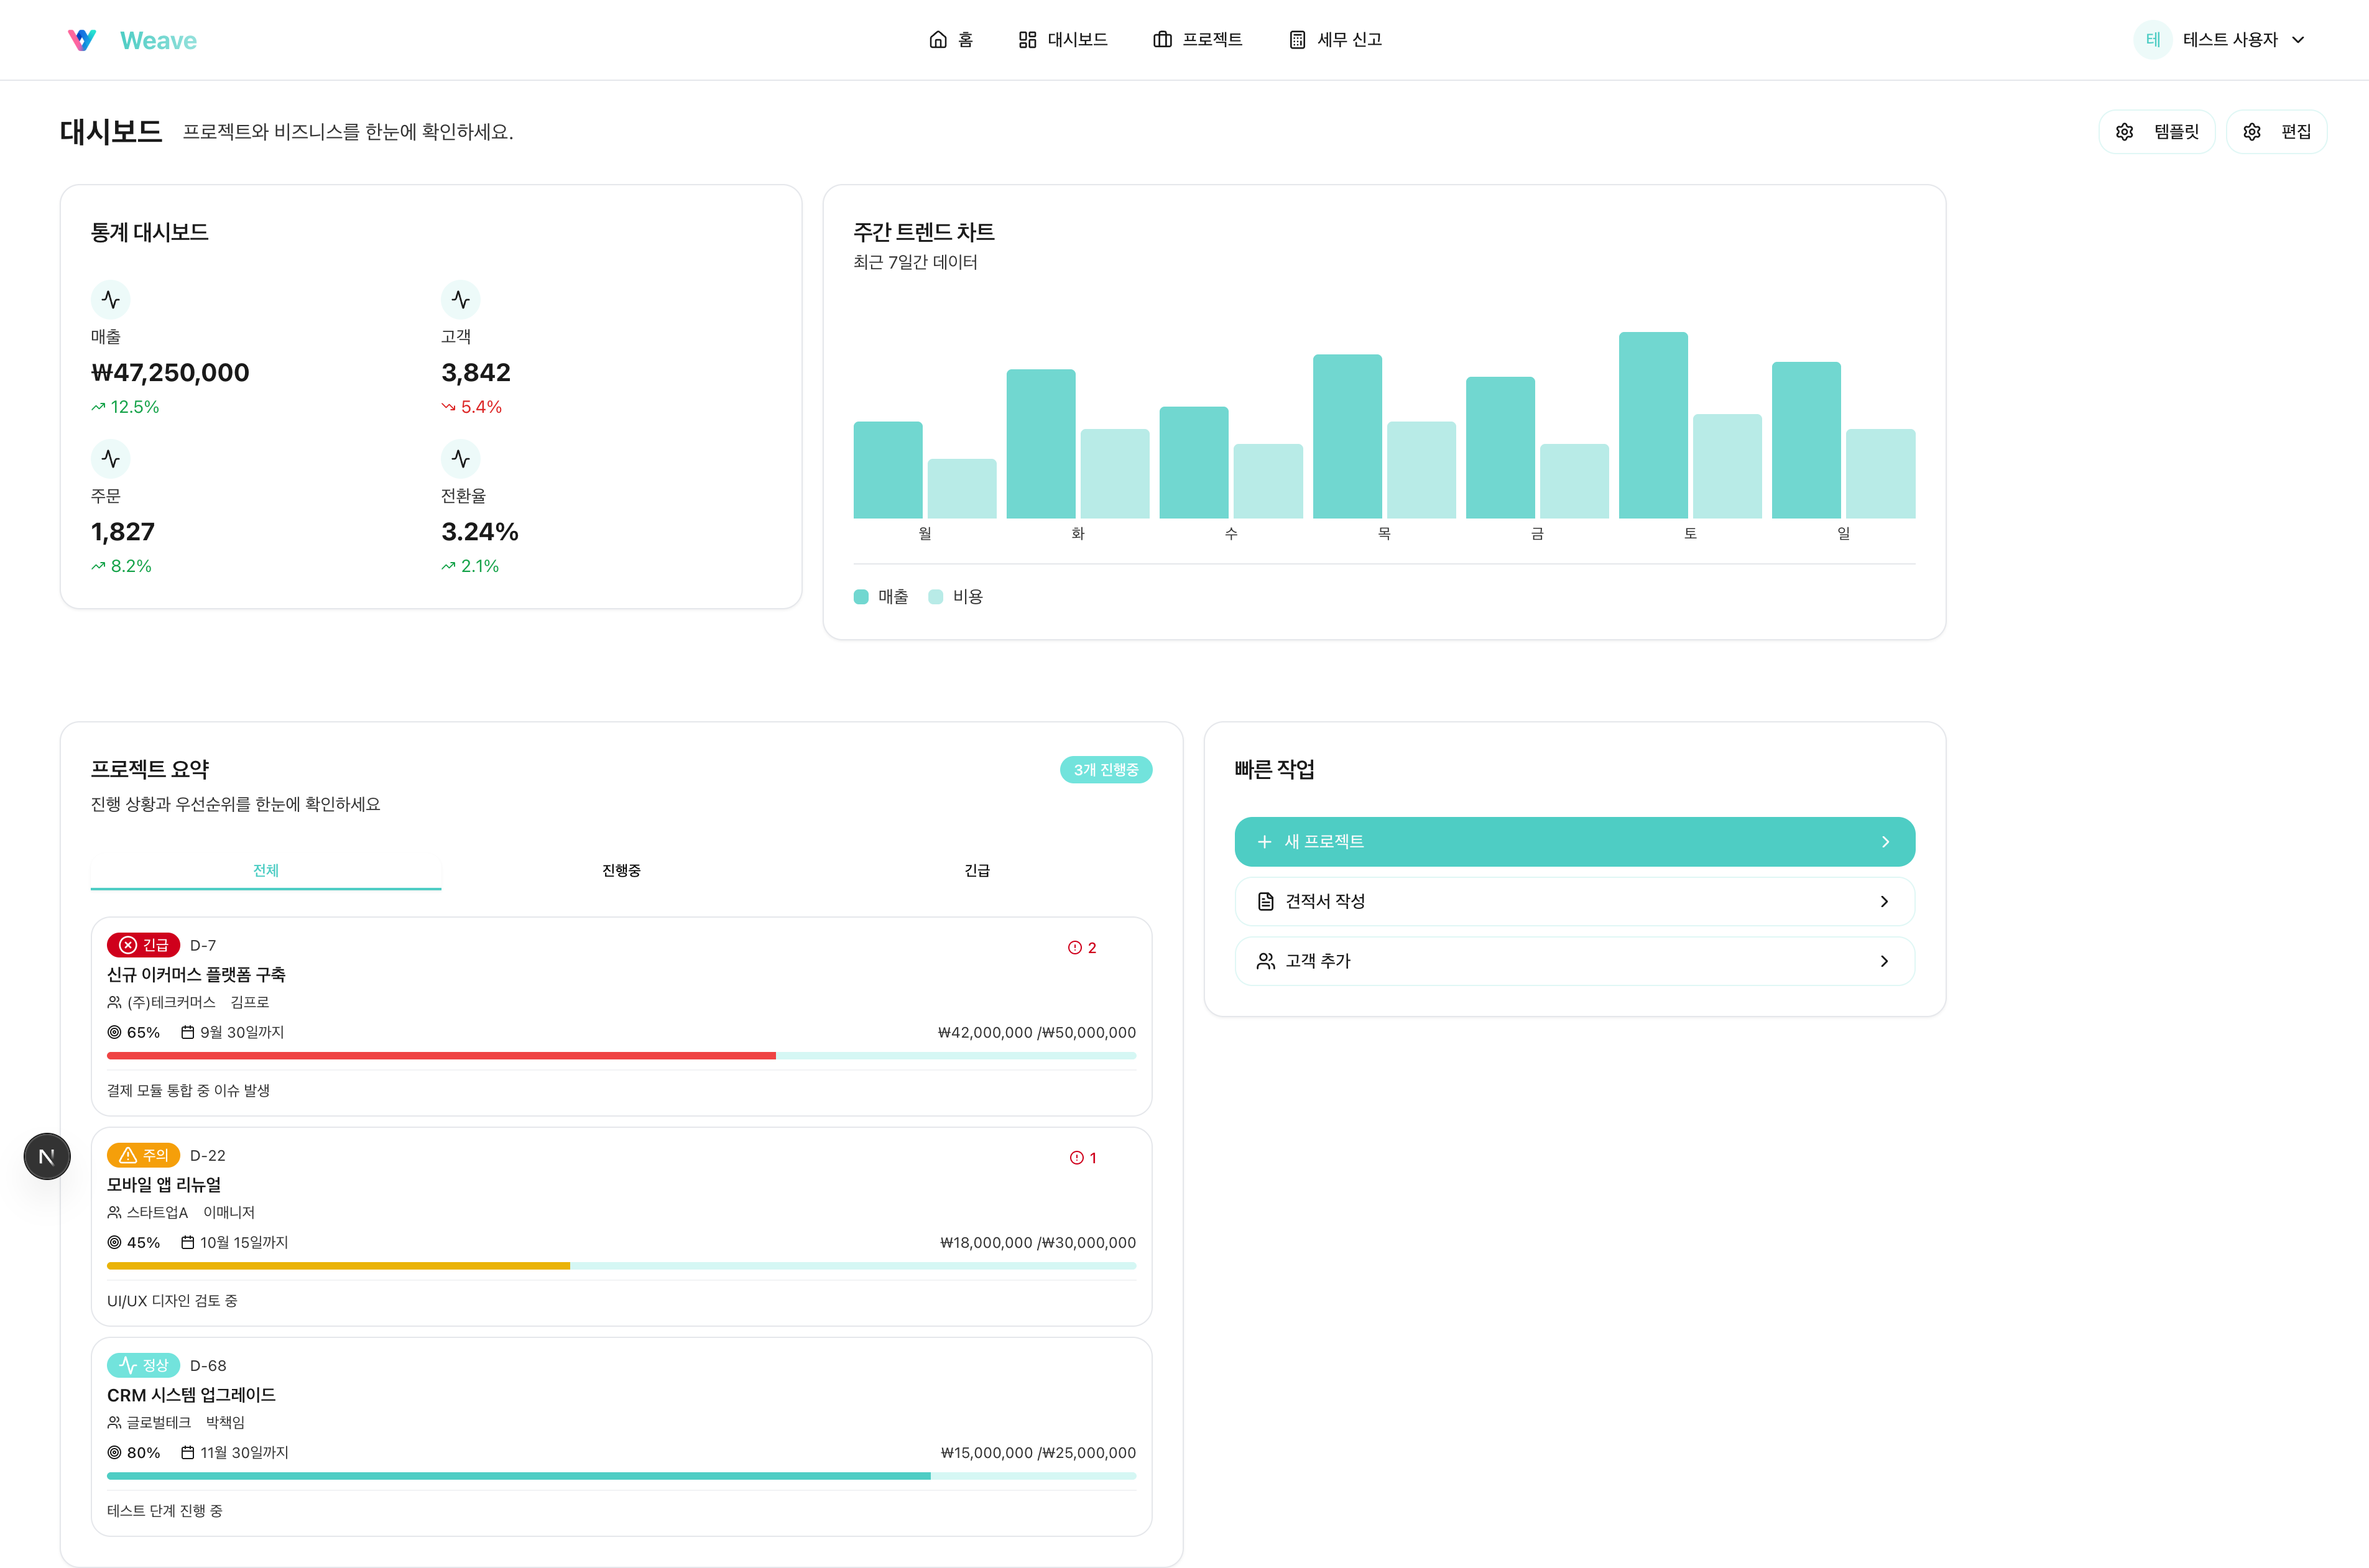 Weave
홈
대시보드
프로젝트
세무 신고
테
테스트 사용자
대시보드
프로젝트와 비즈니스를 한눈에 확인하세요.
템플릿
편집
통계 대시보드
매출
₩47,250,000
12.5%
고객
3,842
5.4%
주문
1,827
8.2%
전환율
3.24%
2.1%
주간 트렌드 차트
최근 7일간 데이터
월
화
수
목
금
토
일
매출
비용
프로젝트 요약
3개 진행중
진행 상황과 우선순위를 한눈에 확인하세요
전체
진행중
긴급
긴급
D-7
2
신규 이커머스 플랫폼 구축
(주)테크커머스 김프로
65%
9월 30일까지
₩42,000,000 /₩50,000,000
결제 모듈 통합 중 이슈 발생
주의
D-22
1
모바일 앱 리뉴얼
스타트업A 이매니저
45%
10월 15일까지
₩18,000,000 /₩30,000,000
UI/UX 디자인 검토 중
정상
D-68
CRM 시스템 업그레이드
글로벌테크 박책임
80%
11월 30일까지
₩15,000,000 /₩25,000,000
테스트 단계 진행 중
빠른 작업
새 프로젝트
견적서 작성
고객 추가
N